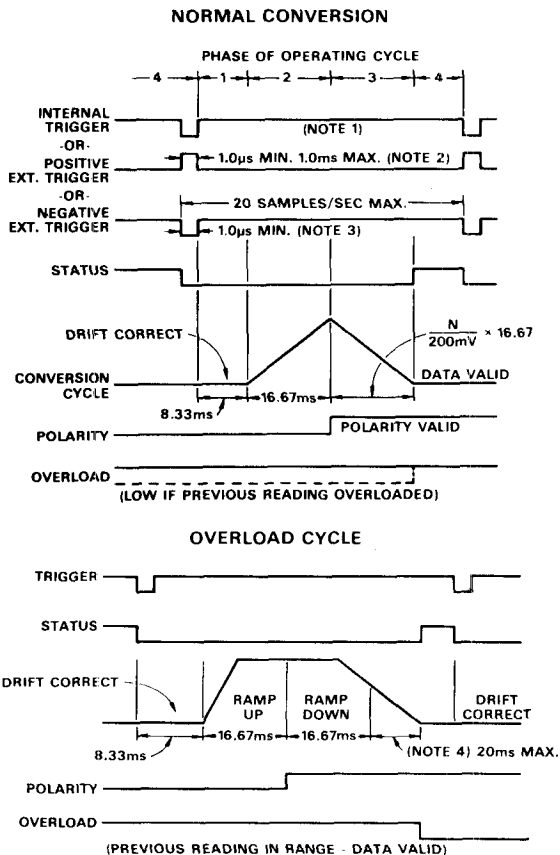 NORMAL CONVERSION
PHASE OF OPERATING CYCLE
4 1 2 3 4
INTERNAL
TRIGGER
(NOTE 1)
-OR-
POSITIVE
EXT. TRIGGER
1.0µs MIN. 1.0ms MAX. (NOTE 2)
-OR-
NEGATIVE
EXT. TRIGGER
20 SAMPLES/SEC MAX.
1.0µs MIN. (NOTE 3)
STATUS
DRIFT CORRECT
N
200mV × 16.67
CONVERSION
CYCLE
DATA VALID
8.33ms
16.67ms
POLARITY
POLARITY VALID
OVERLOAD
(LOW IF PREVIOUS READING OVERLOADED)
OVERLOAD CYCLE
TRIGGER
STATUS
DRIFT CORRECT
RAMP
UP
RAMP
DOWN
DRIFT
CORRECT
8.33ms
16.67ms
16.67ms
(NOTE 4) 20ms MAX.
POLARITY
OVERLOAD
(PREVIOUS READING IN RANGE - DATA VALID)